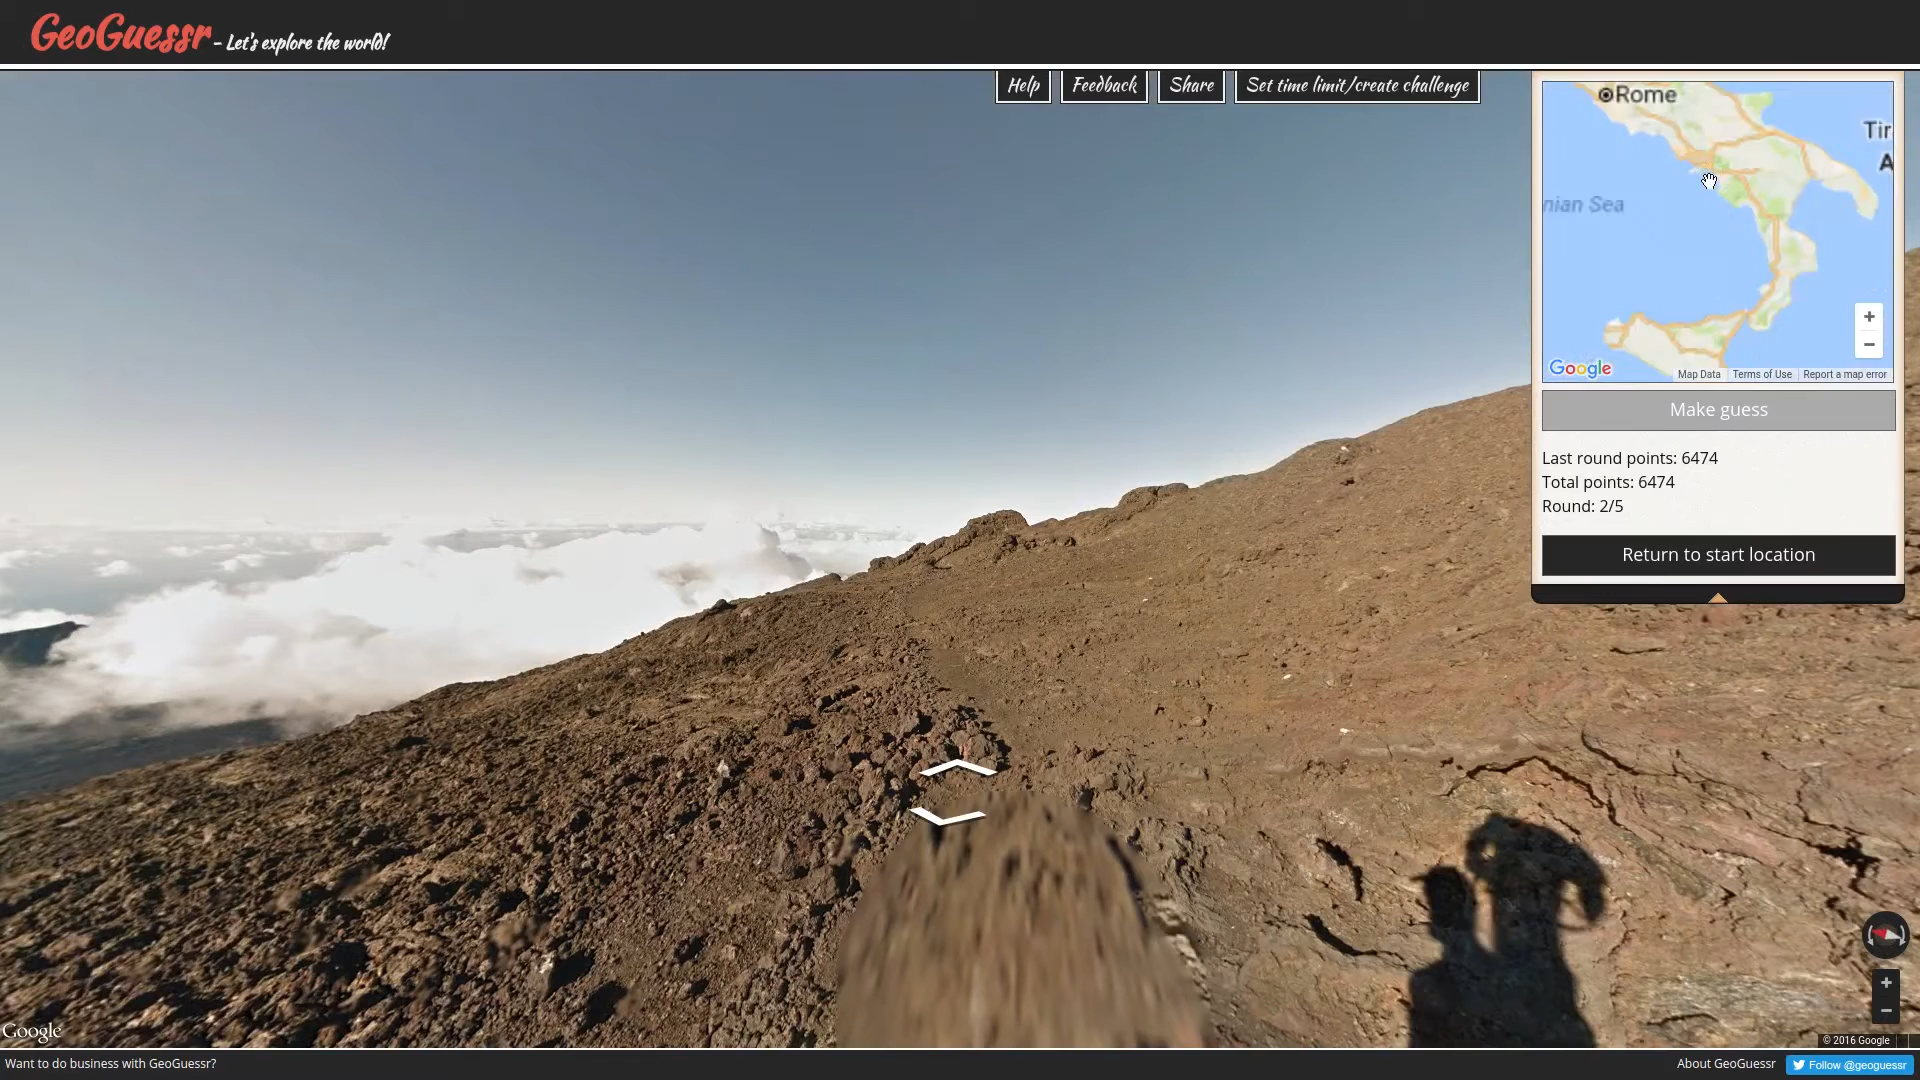 GeoGuessr - Let's explore the world!
Help
Feedback
Share
Set time limit/create challenge
Rome
Tir
A
nian Sea
+
−
Google
Map Data
Terms of Use
Report a map error
Make guess
Last round points: 6474
Total points: 6474
Round: 2/5
Return to start location
+
−
Google
© 2016 Google
Want to do business with GeoGuessr?
About GeoGuessr
Follow @geoguessr